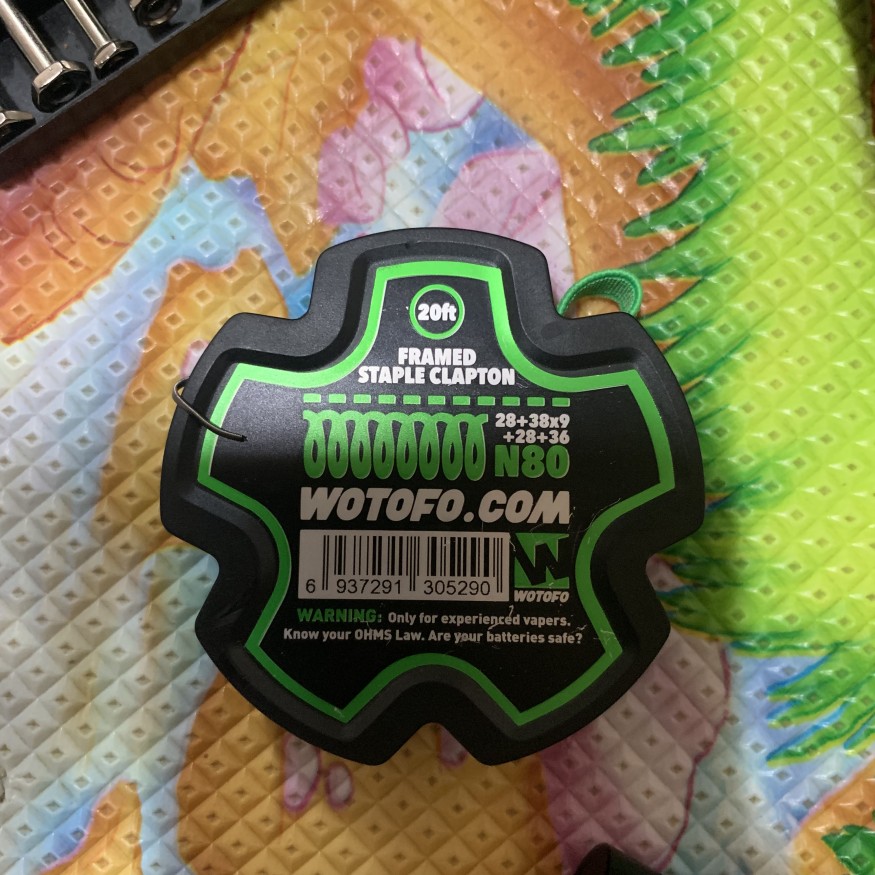 20ft
FRAMED
STAPLE CLAPTON
28+38x9
+28+36
N80
WOTOFO.COM
6 937291 305290
W
WOTOFO
WARNING: Only for experienced vapers.
Know your OHMS Law. Are your batteries safe?